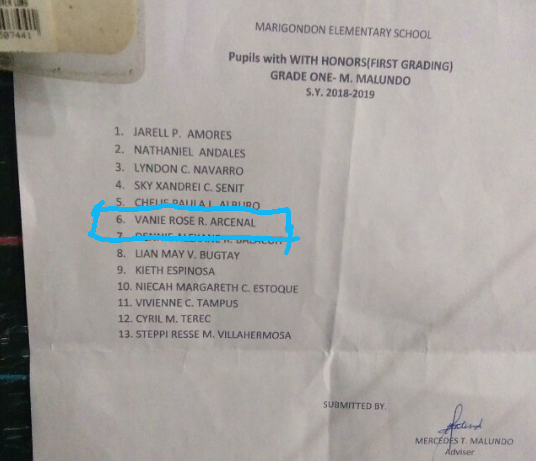 507441
MARIGONDON ELEMENTARY SCHOOL
Pupils with WITH HONORS(FIRST GRADING)
GRADE ONE- M. MALUNDO
S.Y. 2018-2019
1. JARELL P. AMORES
2. NATHANIEL ANDALES
3. LYNDON C. NAVARRO
4. SKY XANDREI C. SENIT
5. CHELIE PAULA L. ALBURO
6. VANIE ROSE R. ARCENAL
7. DENNIE
8. LIAN MAY V. BUGTAY
9. KIETH ESPINOSA
10. NIECAH MARGARETH C. ESTOQUE
11. VIVIENNE C. TAMPUS
12. CYRIL M. TEREC
13. STEPPI RESSE M. VILLAHERMOSA
SUBMITTED BY.
MERCEDES T. MALUNDO
Adviser